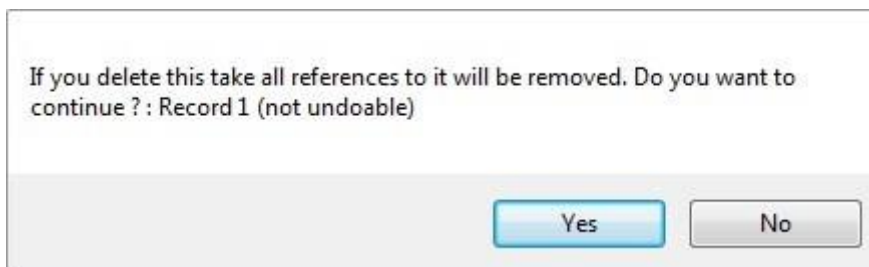 If you delete this take all references to it will be removed. Do you want to
continue ? : Record 1 (not undoable)
Yes No